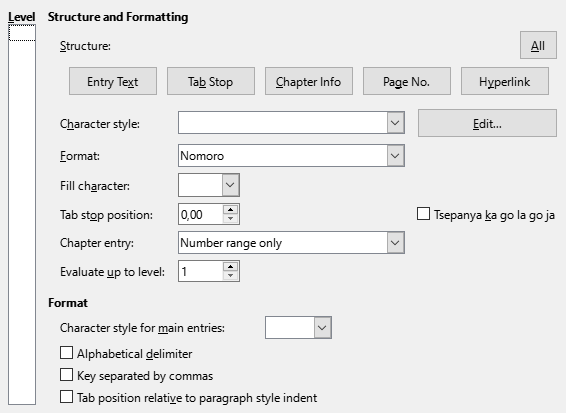 Level Structure and Formatting
Structure: All
Entry Text Tab Stop Chapter Info Page No. Hyperlink
Character style: Edit...
Format: Nomoro
Fill character:
Tab stop position: 0,00 Tsepanya ka go la go ja
Chapter entry: Number range only
Evaluate up to level: 1
Format
Character style for main entries:
Alphabetical delimiter
Key separated by commas
Tab position relative to paragraph style indent